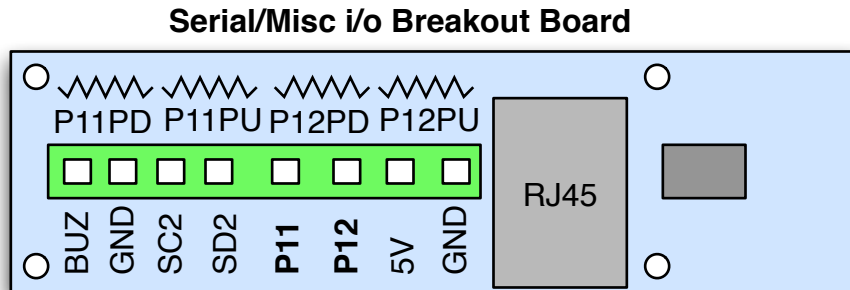 Serial/Misc i/o Breakout Board
P11PD P11PU P12PD P12PU
RJ45
BUZ GND SC2 SD2 P11 P12 5V GND